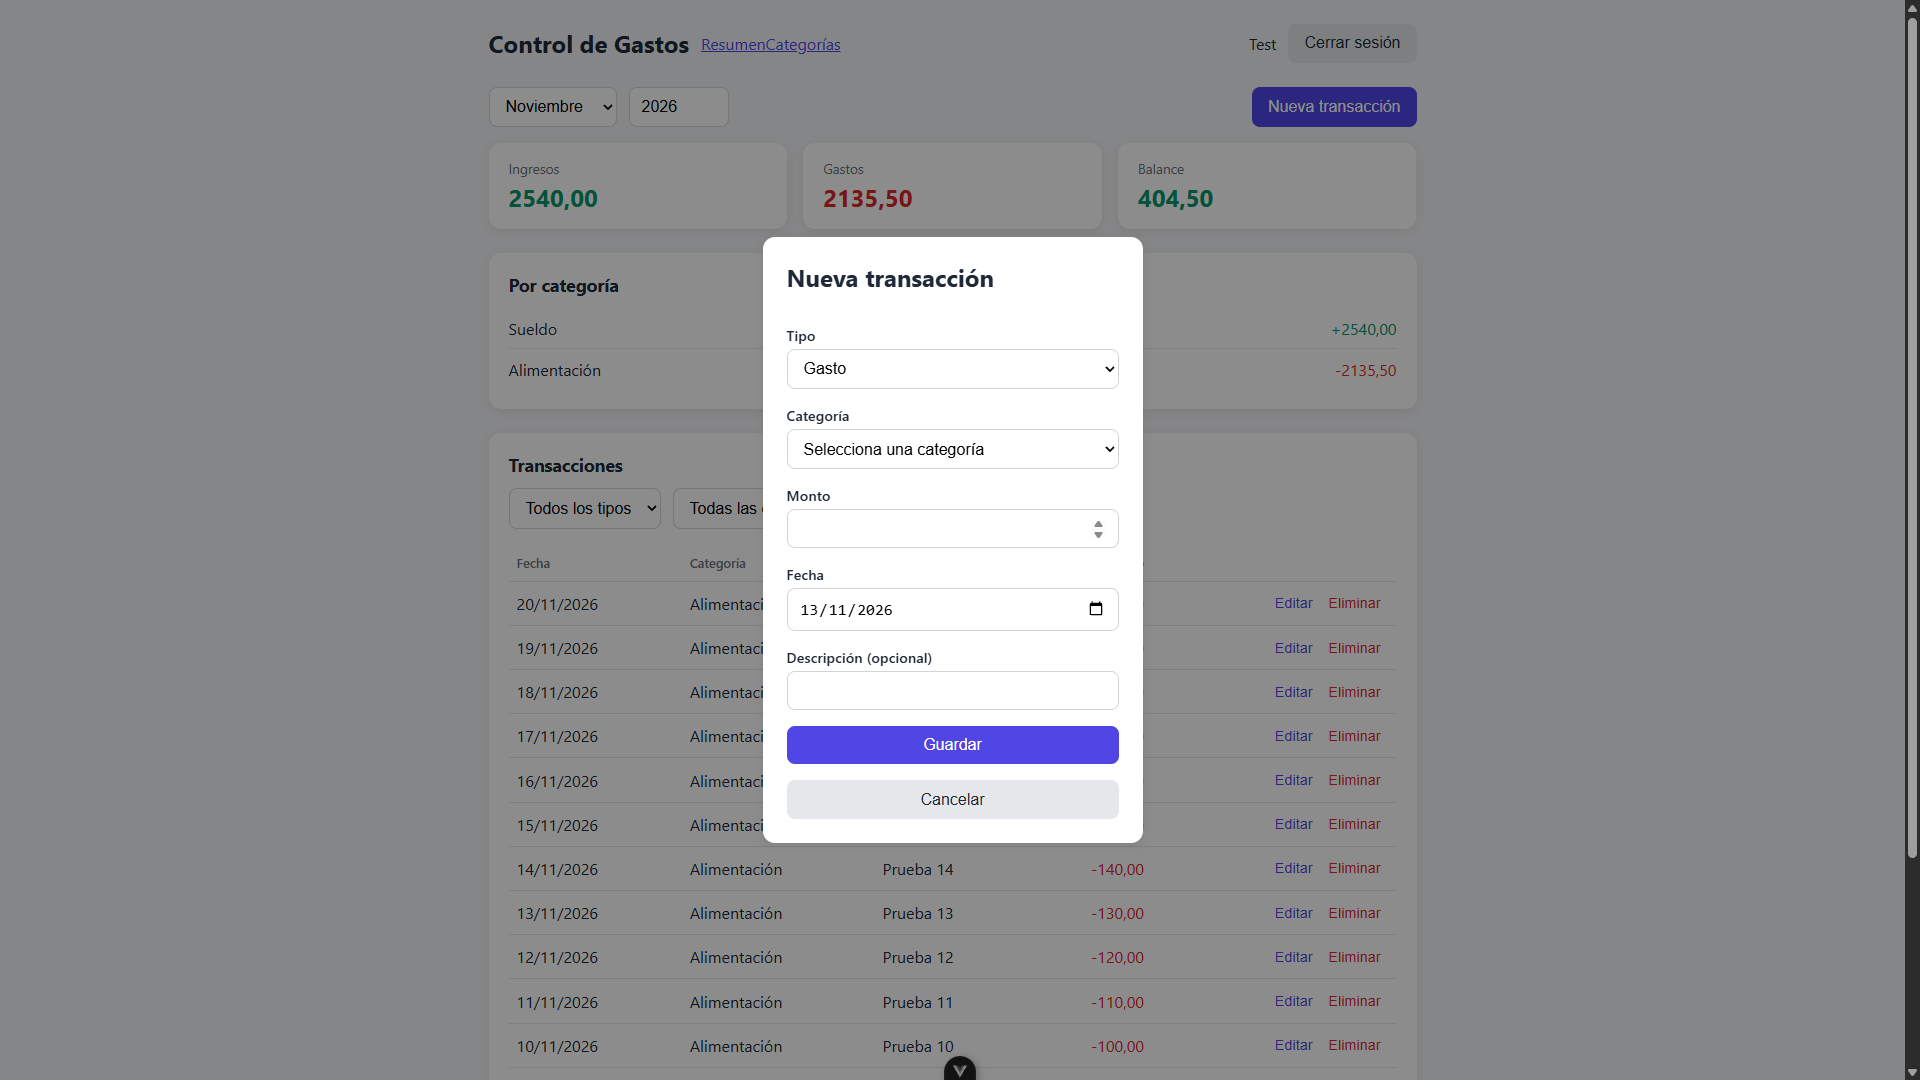 Control de Gastos ResumenCategorías Test Cerrar sesión
Noviembre 2026 Nueva transacción
Ingresos Gastos Balance
2540,00 2135,50 404,50
Por categoría
Sueldo +2540,00
Alimentación -2135,50
Transacciones
Todos los tipos Todas las
Fecha Categoría
20/11/2026 Alimentaci Editar Eliminar
19/11/2026 Alimentaci Editar Eliminar
18/11/2026 Alimentaci Editar Eliminar
17/11/2026 Alimentaci Editar Eliminar
16/11/2026 Alimentaci Editar Eliminar
15/11/2026 Alimentaci Editar Eliminar
14/11/2026 Alimentación Prueba 14 -140,00 Editar Eliminar
13/11/2026 Alimentación Prueba 13 -130,00 Editar Eliminar
12/11/2026 Alimentación Prueba 12 -120,00 Editar Eliminar
11/11/2026 Alimentación Prueba 11 -110,00 Editar Eliminar
10/11/2026 Alimentación Prueba 10 -100,00 Editar Eliminar
Nueva transacción
Tipo
Gasto
Categoría
Selecciona una categoría
Monto
Fecha
13/11/2026
Descripción (opcional)
Guardar
Cancelar